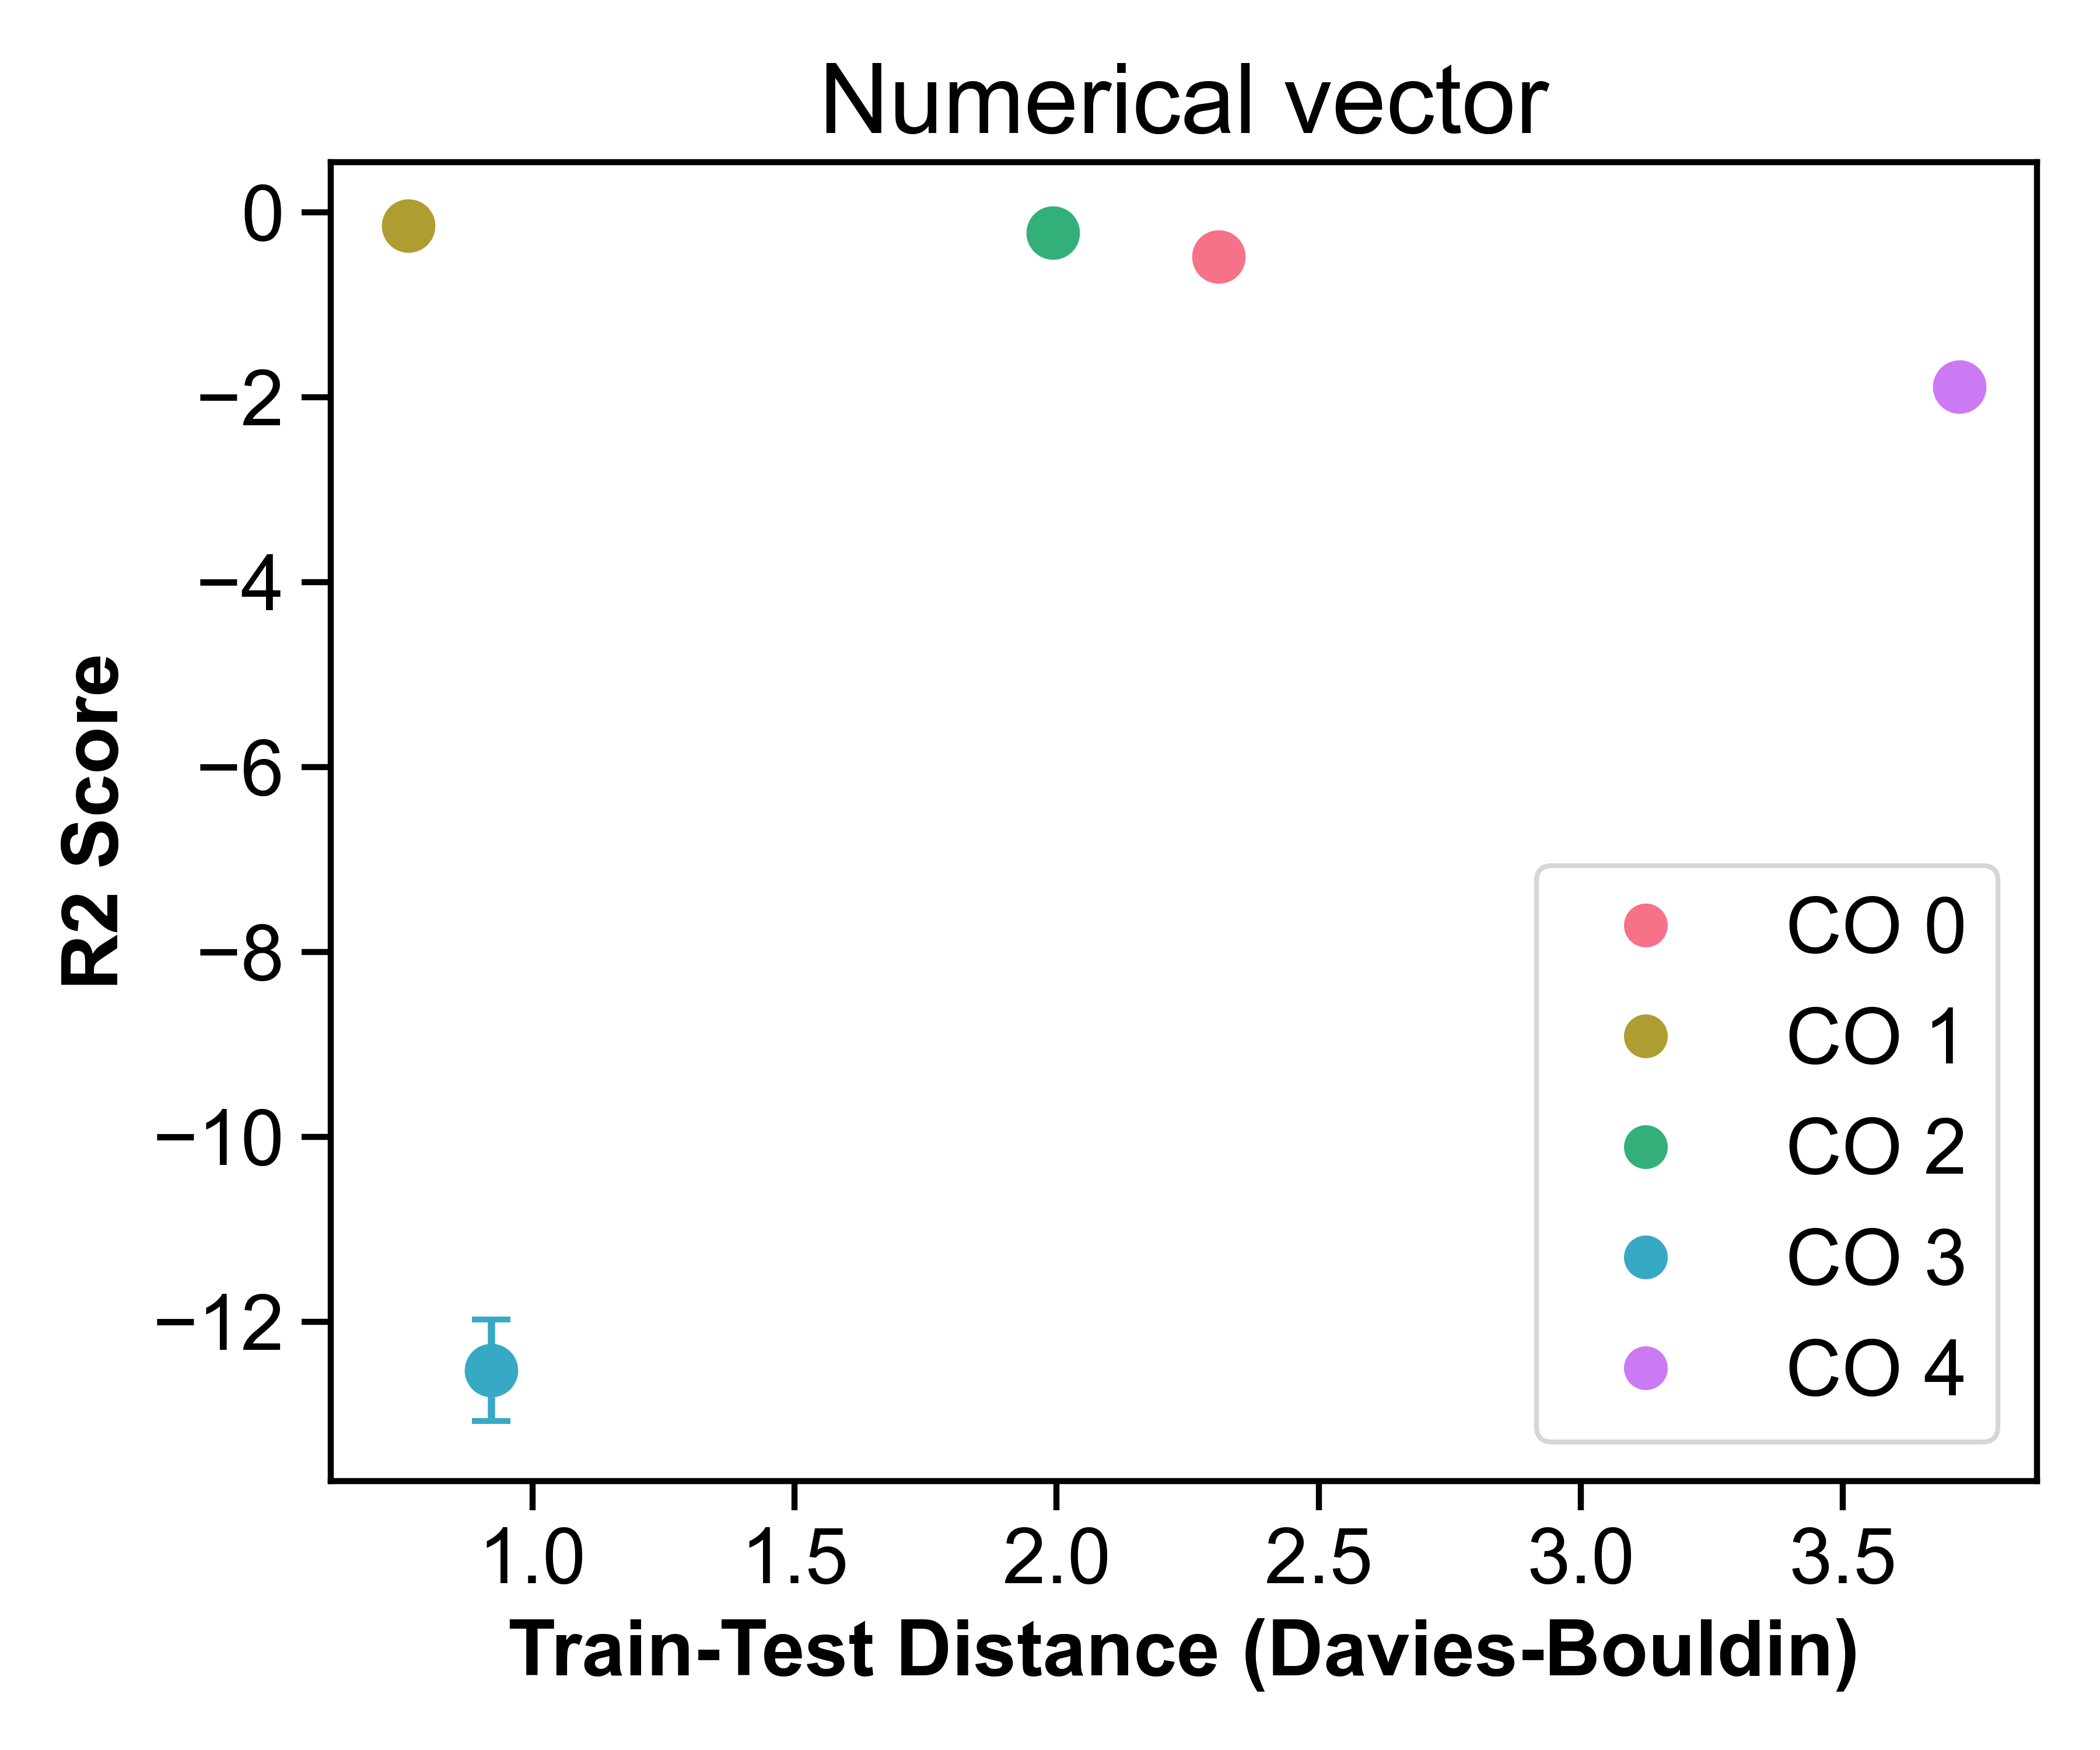 Numerical vector
0
−2
−4
−6
−8
−10
−12
R2 Score
CO 0
CO 1
CO 2
CO 3
CO 4
1.0 1.5 2.0 2.5 3.0 3.5
Train-Test Distance (Davies-Bouldin)